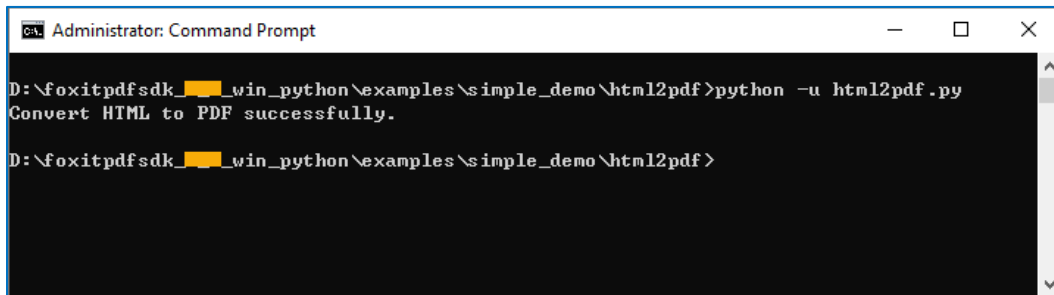 Administrator: Command Prompt
D:\foxitpdfsdk_ _win_python\examples\simple_demo\html2pdf>python -u html2pdf.py
Convert HTML to PDF successfully.
D:\foxitpdfsdk_ _win_python\examples\simple_demo\html2pdf>